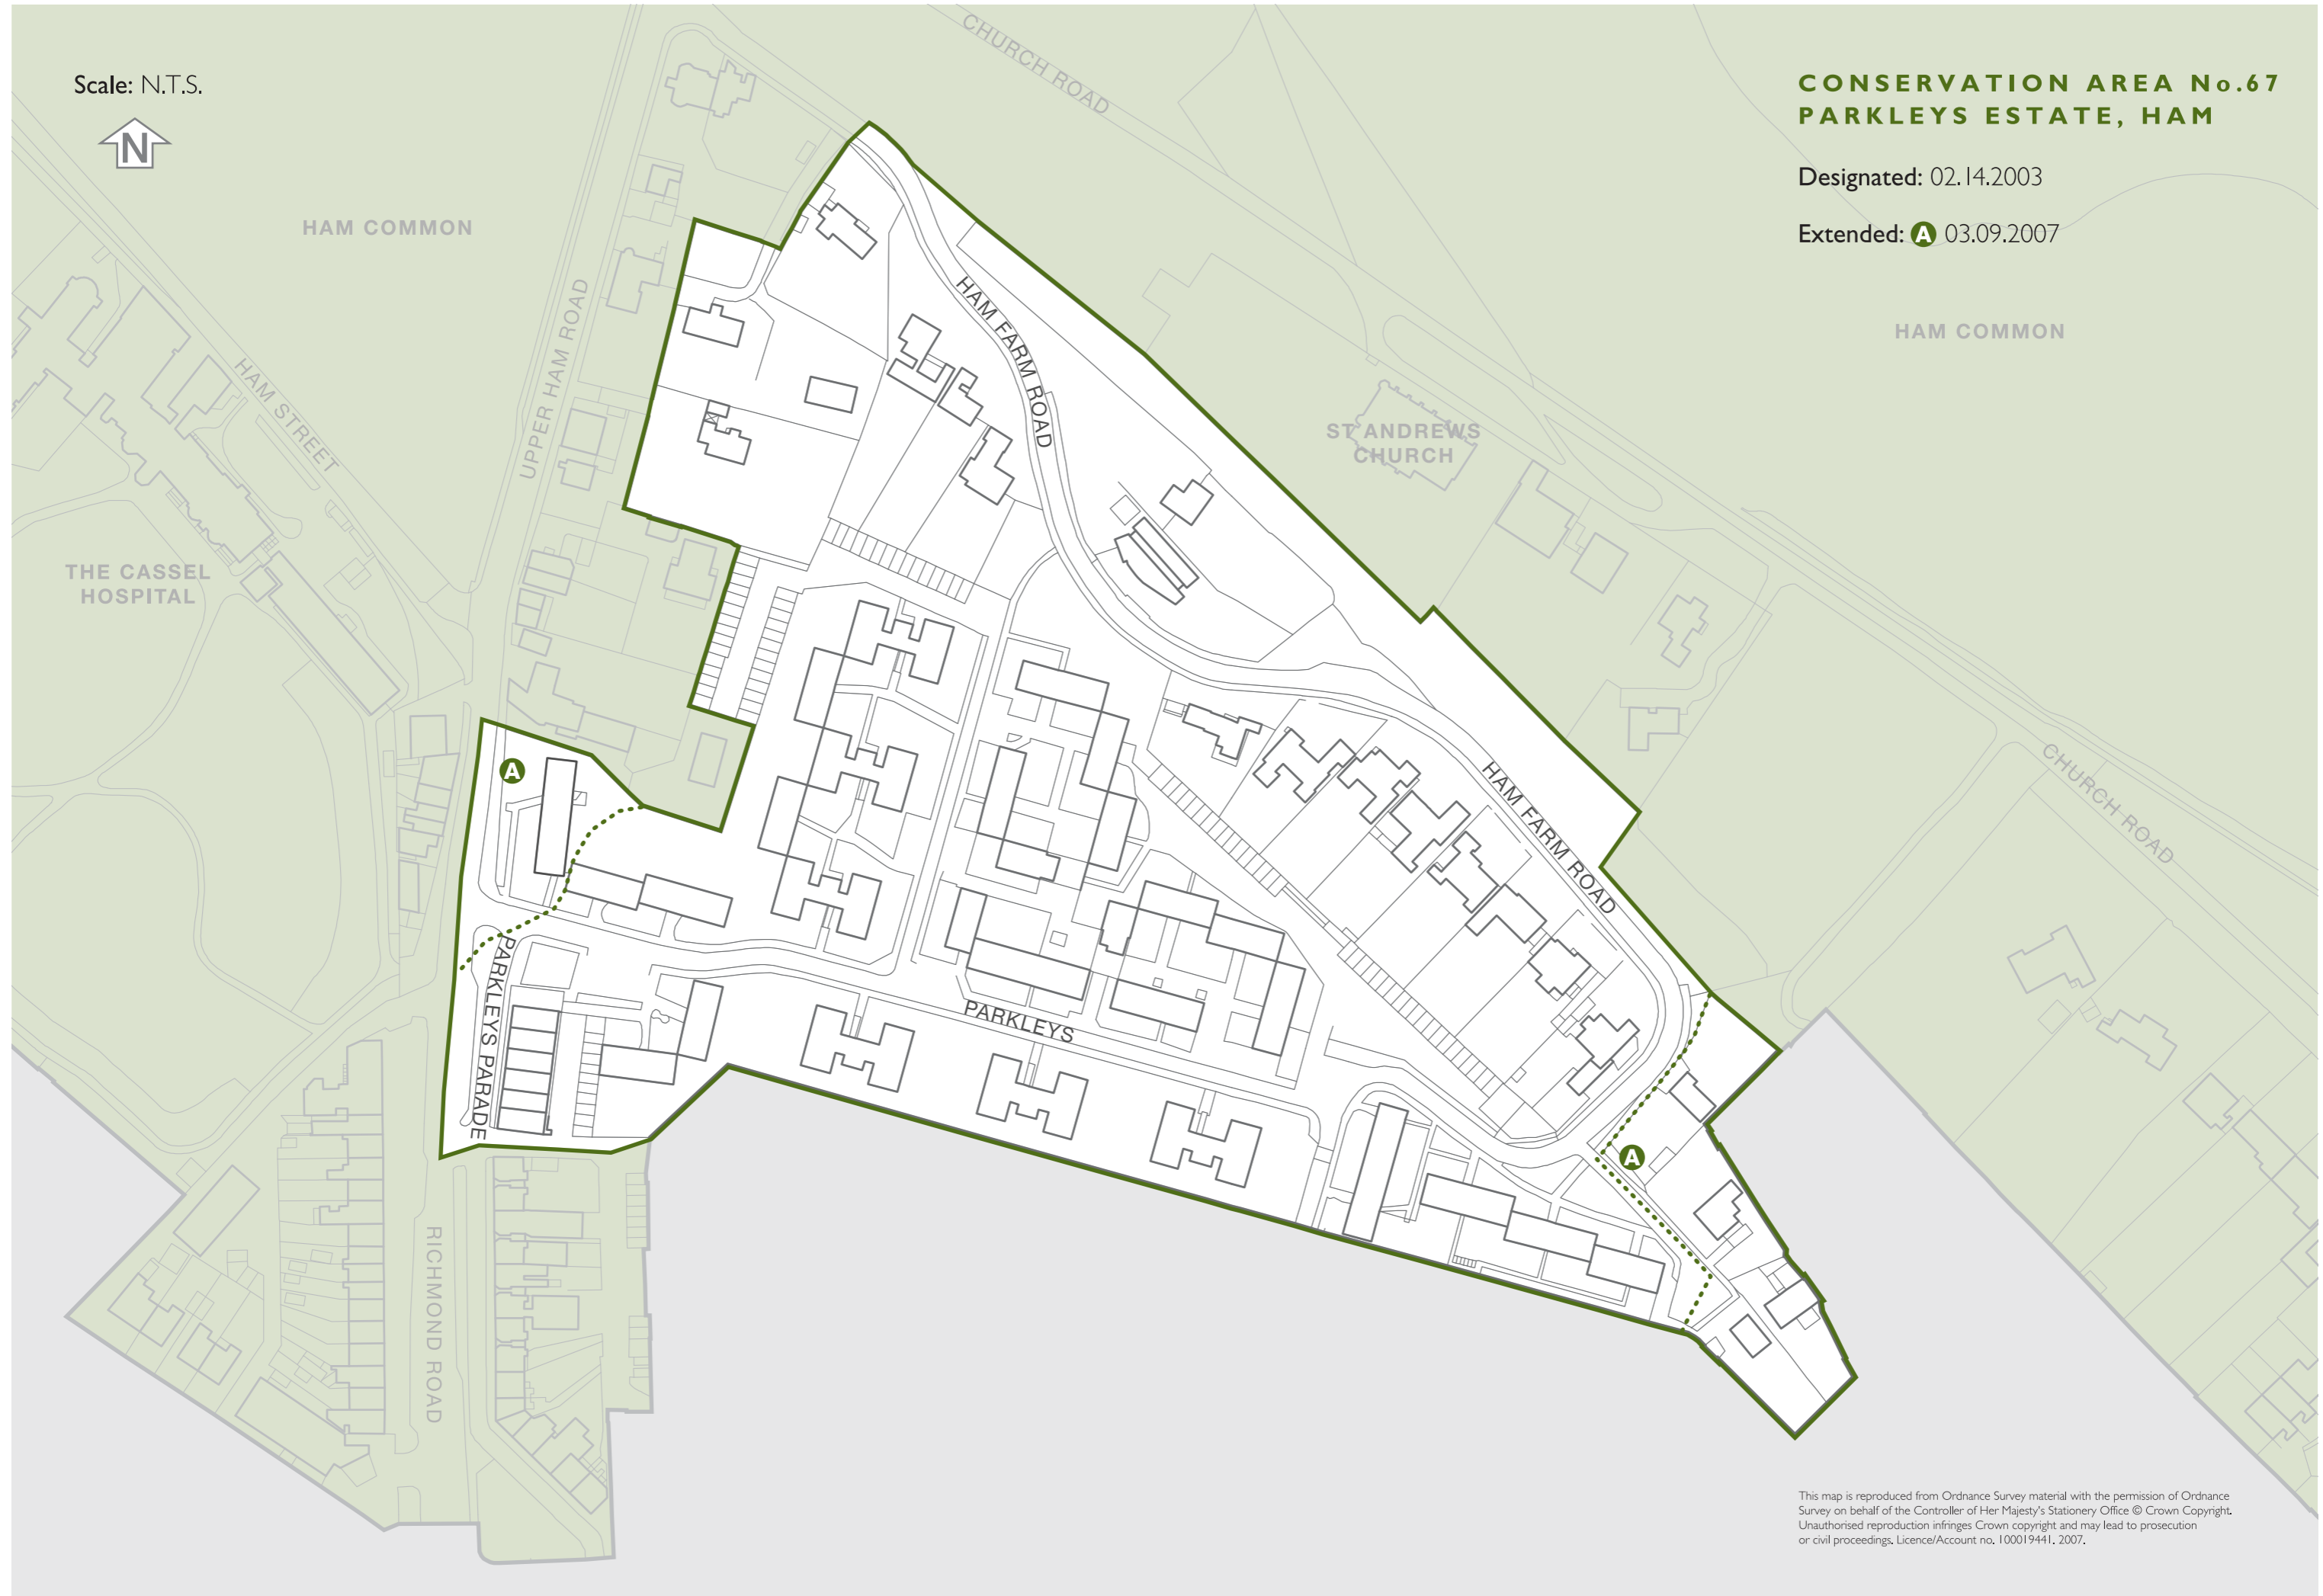 Scale: N.T.S.
N
CONSERVATION AREA No.67
PARKLEYS ESTATE, HAM
Designated: 02.14.2003
Extended: A 03.09.2007
CHURCH ROAD
HAM COMMON
HAM COMMON
HAM FARM ROAD
UPPER HAM ROAD
HAM STREET
ST ANDREWS
CHURCH
THE CASSEL
HOSPITAL
A
HAM FARM ROAD
CHURCH ROAD
PARKLEYS PARADE
PARKLEYS
A
RICHMOND ROAD
This map is reproduced from Ordnance Survey material with the permission of Ordnance
Survey on behalf of the Controller of Her Majesty's Stationery Office © Crown Copyright.
Unauthorised reproduction infringes Crown copyright and may lead to prosecution
or civil proceedings. Licence/Account no. 100019441. 2007.